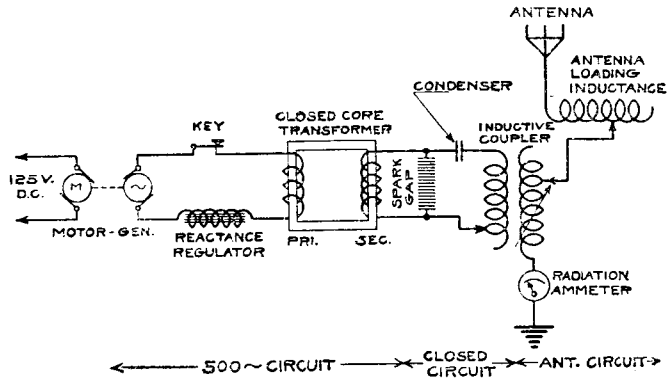 ANTENNA
ANTENNA
LOADING
INDUCTANCE
CONDENSER
KEY
CLOSED CORE
TRANSFORMER
INDUCTIVE
COUPLER
125 V.
D.C.
M
SPARK
GAP
MOTOR-GEN.
REACTANCE
REGULATOR
PRI.
SEC.
RADIATION
AMMETER
500~ CIRCUIT
CLOSED
CIRCUIT
ANT. CIRCUIT